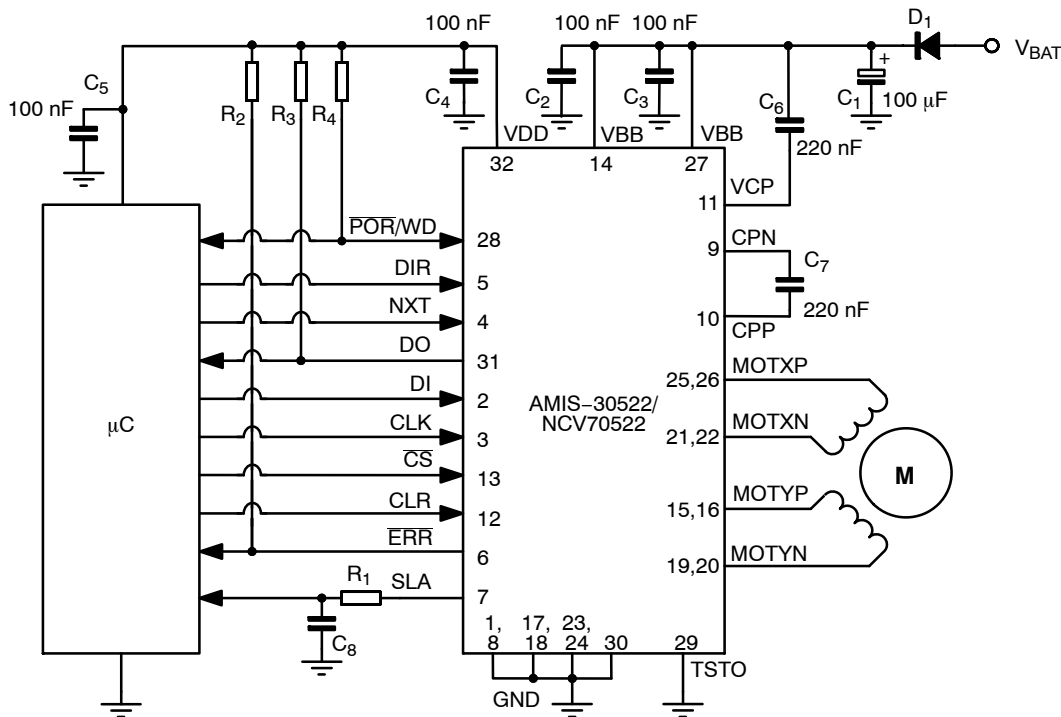 100 nF
100 nF
100 nF
D1
VBAT
C5
100 nF
R2
R3
R4
C4
C2
C3
C6
C1
+
100 μF
VDD
VBB
VBB
32
14
27
220 nF
VCP
11
P̅O̅R̅/WD
28
CPN
9
C7
DIR
5
NXT
4
10
220 nF
CPP
DO
31
MOTXP
25,26
DI
2
AMIS−30522/
NCV70522
μC
CLK
3
MOTXN
21,22
C̅S̅
13
M
MOTYP
15,16
CLR
12
E̅R̅R̅
6
MOTYN
19,20
R1
SLA
7
C8
1,
8
17,
18
23,
24
30
29
GND
TSTO